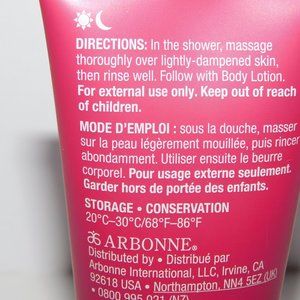 DIRECTIONS: In the shower, massage
thoroughly over lightly-dampened skin,
then rinse well. Follow with Body Lotion.
For external use only. Keep out of reach
of children.
MODE D'EMPLOI : sous la douche, masser
sur la peau légèrement mouillée, puis rincer
abondamment. Utiliser ensuite le beurre
corporel. Pour usage externe seulement.
Garder hors de portée des enfants.
STORAGE • CONSERVATION
20°C–30°C/68°F–86°F
ARBONNE®
Distributed by • Distribué par
Arbonne International, LLC, Irvine, CA
92618 USA • Northampton, NN4 5EZ (UK)
• 0800 995 021 (NZ)